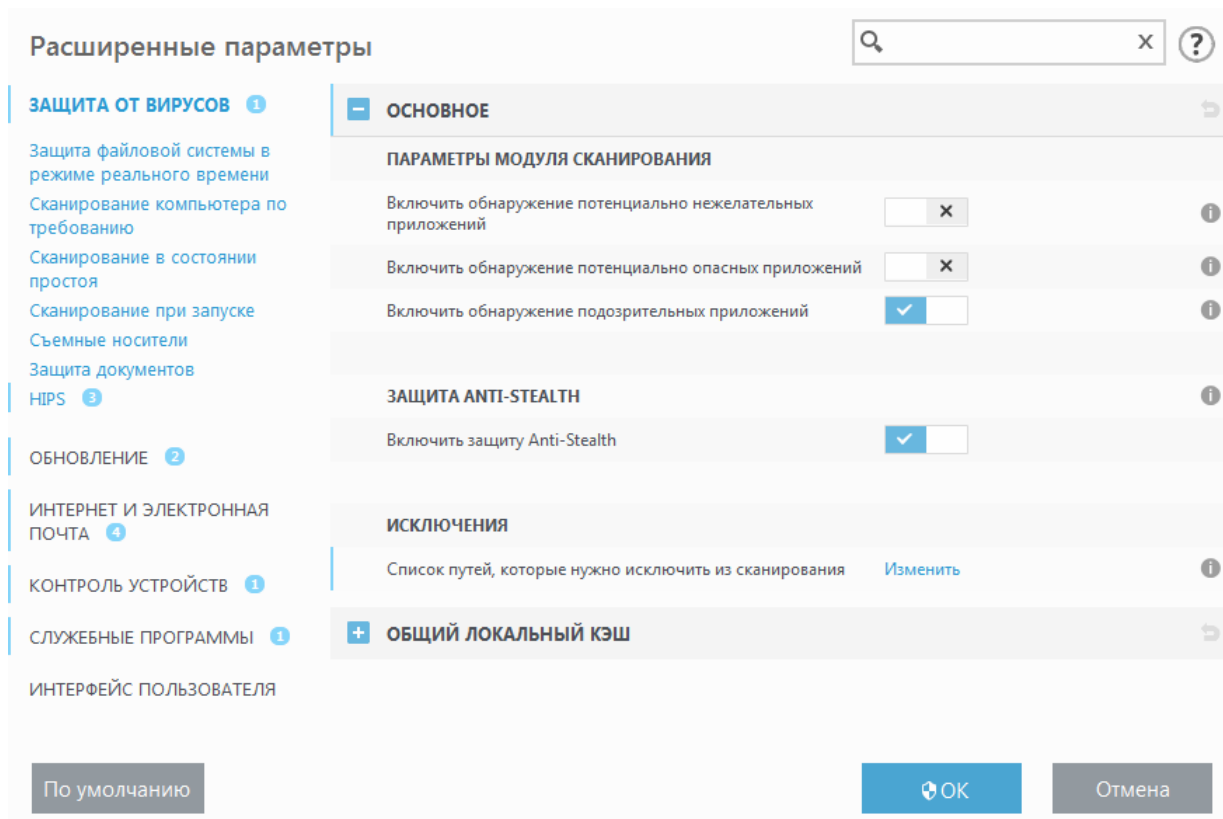 Расширенные параметры
x
?
ЗАЩИТА ОТ ВИРУСОВ 1
Защита файловой системы в
режиме реального времени
Сканирование компьютера по
требованию
Сканирование в состоянии
простоя
Сканирование при запуске
Съемные носители
Защита документов
HIPS 3
ОБНОВЛЕНИЕ 2
ИНТЕРНЕТ И ЭЛЕКТРОННАЯ
ПОЧТА 4
КОНТРОЛЬ УСТРОЙСТВ 1
СЛУЖЕБНЫЕ ПРОГРАММЫ 1
ИНТЕРФЕЙС ПОЛЬЗОВАТЕЛЯ
ОСНОВНОЕ
ПАРАМЕТРЫ МОДУЛЯ СКАНИРОВАНИЯ
Включить обнаружение потенциально нежелательных
приложений
Включить обнаружение потенциально опасных приложений
Включить обнаружение подозрительных приложений
ЗАЩИТА ANTI-STEALTH
Включить защиту Anti-Stealth
ИСКЛЮЧЕНИЯ
Список путей, которые нужно исключить из сканирования Изменить
ОБЩИЙ ЛОКАЛЬНЫЙ КЭШ
По умолчанию
OK
Отмена